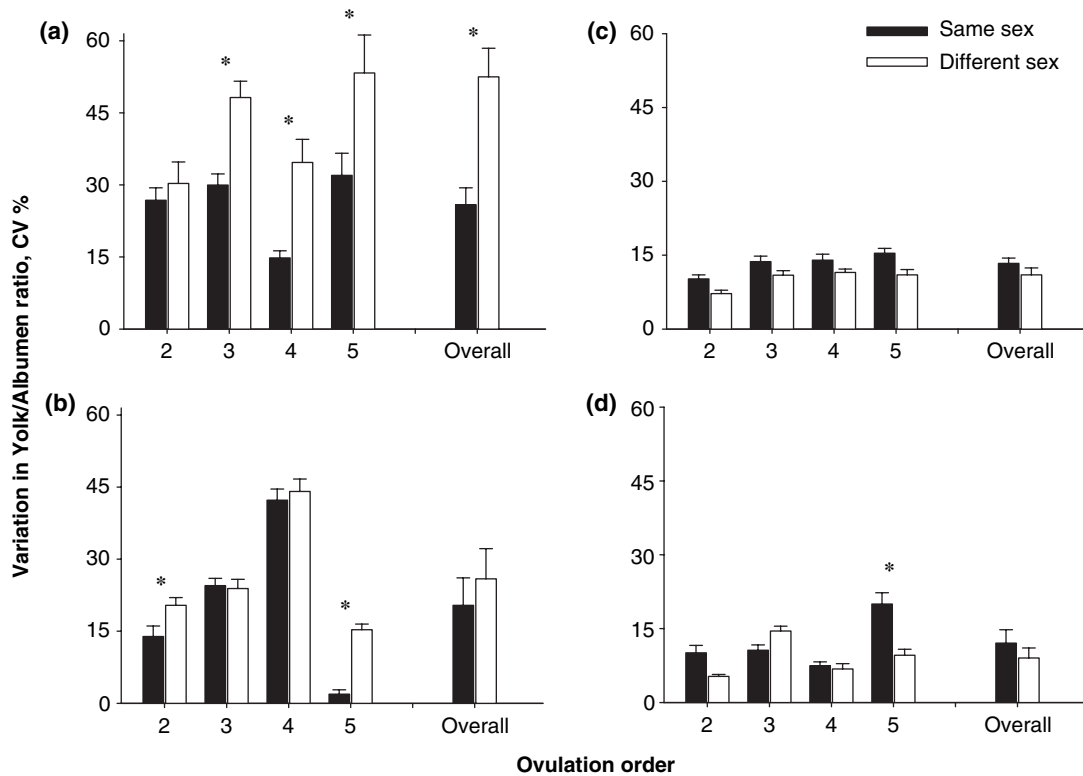 (a)
60
45
30
15
0
*
*
*
*
2 3 4 5 Overall
(c)
60
45
30
15
0
Same sex
Different sex
2 3 4 5 Overall
(b)
60
45
30
15
0
*
*
2 3 4 5 Overall
(d)
60
45
30
15
0
*
2 3 4 5 Overall
Variation in Yolk/Albumen ratio, CV %
Ovulation order